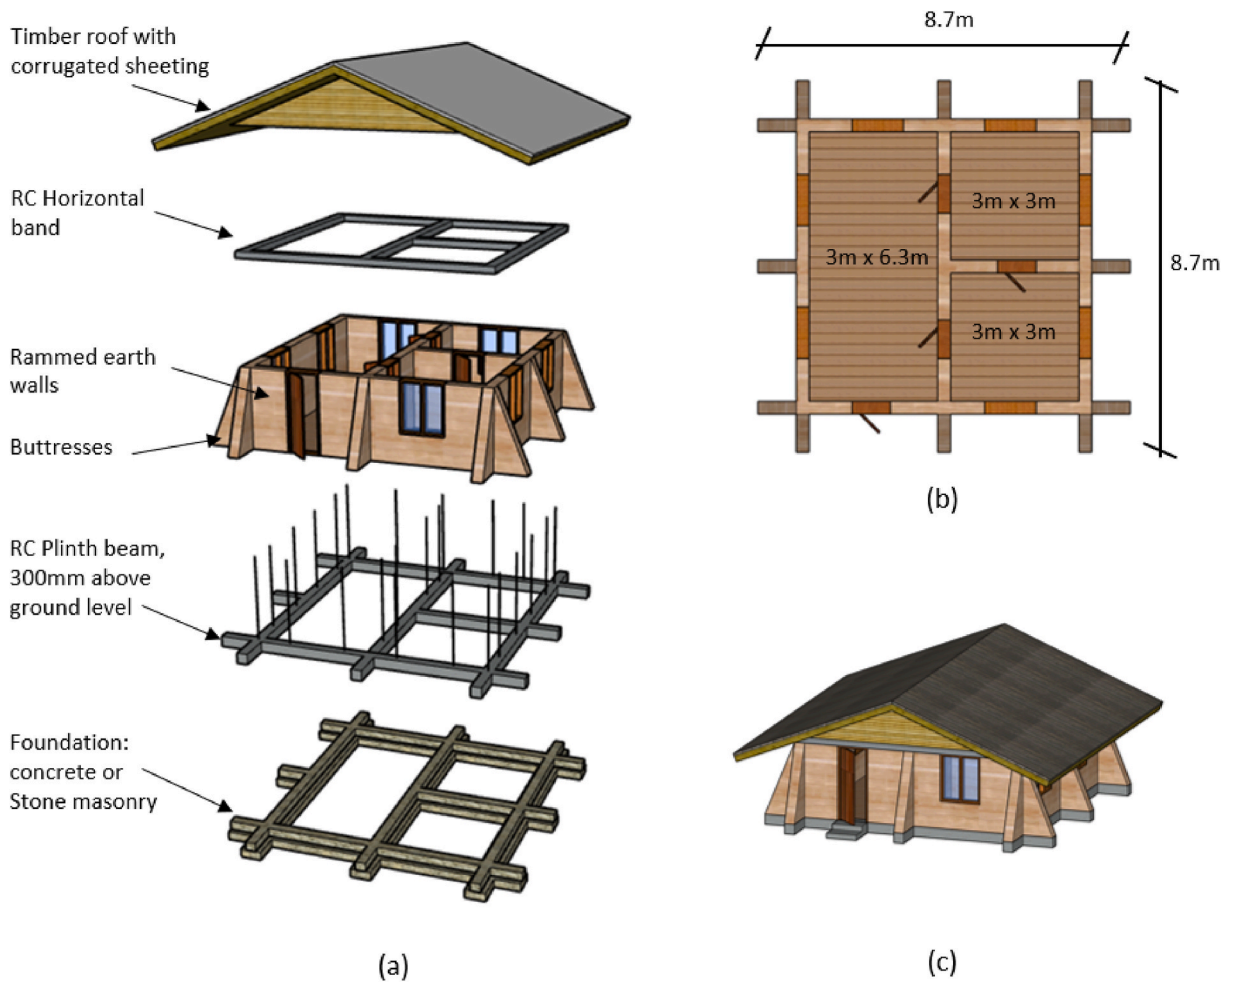 Timber roof with
corrugated sheeting
RC Horizontal
band
Rammed earth
walls
Buttresses
RC Plinth beam,
300mm above
ground level
Foundation:
concrete or
Stone masonry
(a)
8.7m
8.7m
3m x 3m
3m x 6.3m
3m x 3m
(b)
(c)